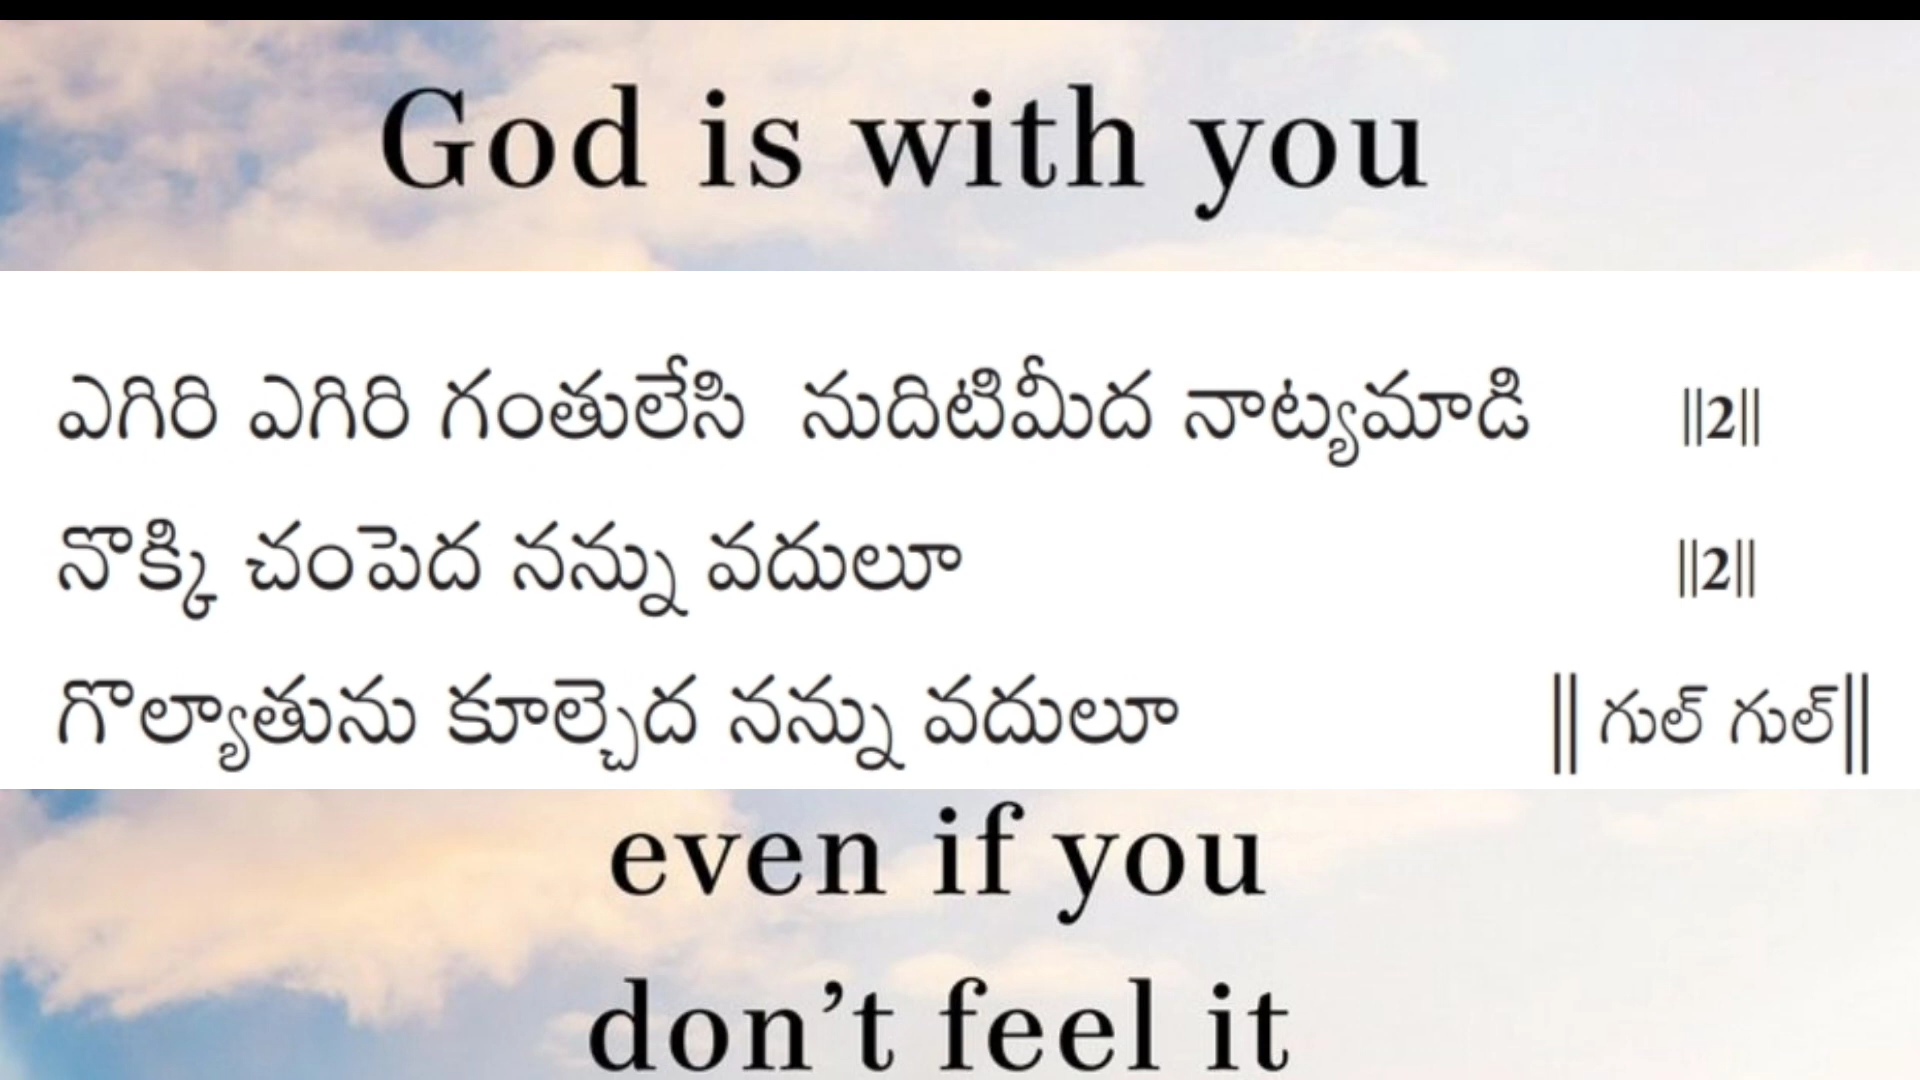 God is with you
ఎగిరి ఎగిరి గంతులేసి నుదిటిమీద నాట్యమాడి ||2||
నొక్కి చంపెద నన్ను వదులూ ||2||
గొల్యాతును కూల్చెద నన్ను వదులూ || గుల్ గుల్||
even if you
don’t feel it